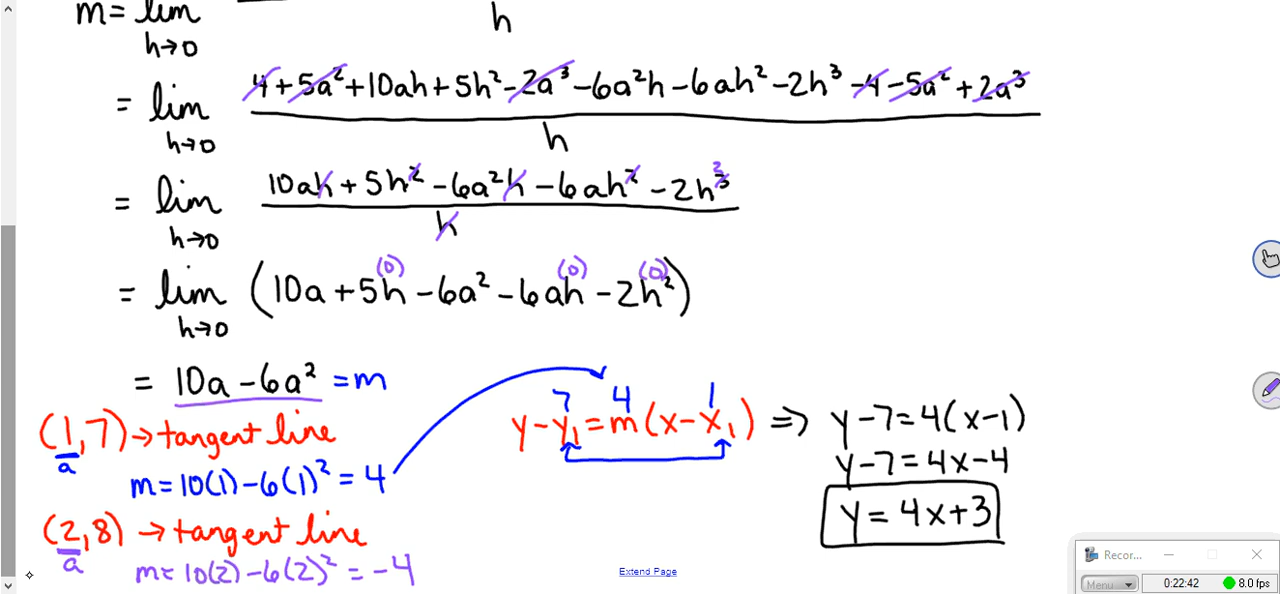 m = lim
h→0
h
= lim
h→0
4 + 5a² + 10ah + 5h² - 2a³ - 6a²h - 6ah² - 2h³ - 4 - 5a² + 2a³
h
= lim
h→0
10ah + 5h² - 6a²h - 6ah² - 2h³
2
h
= lim
h→0
(10a + 5h - 6a² - 6ah - 2h²)
(0) (0) (0)
= 10a - 6a² = m
(1,7) → tangent line
a
m = 10(1) - 6(1)² = 4
7 4 1
y - y₁ = m(x - x₁) ⇒ y - 7 = 4(x - 1)
y - 7 = 4x - 4
y = 4x + 3
(2,8) → tangent line
a
m = 10(2) - 6(2)² = -4
Extend Page
Recor...
Menu
0:22:42
8.0 fps